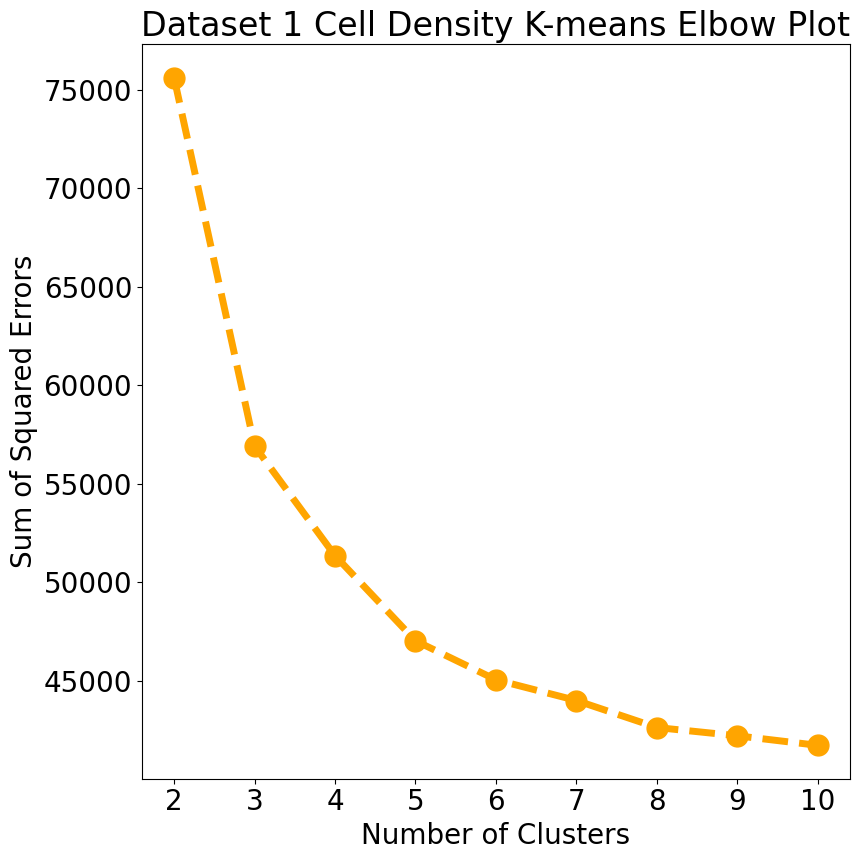 Dataset 1 Cell Density K-means Elbow Plot
Sum of Squared Errors
75000
70000
65000
60000
55000
50000
45000
2 3 4 5 6 7 8 9 10
Number of Clusters